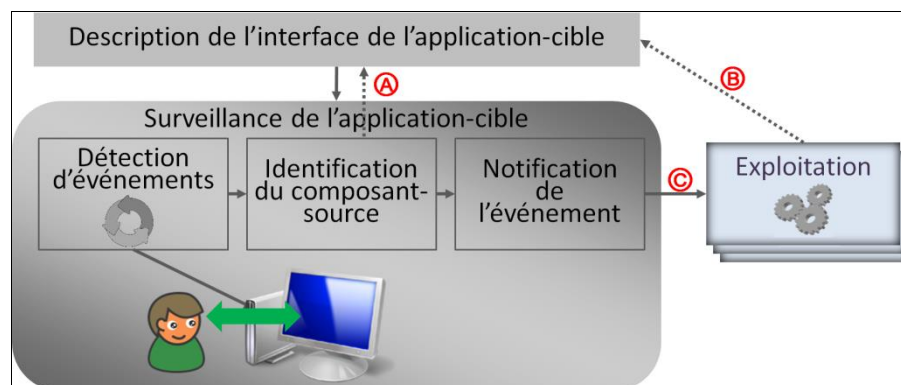 Description de l’interface de l’application-cible
Ⓐ
Ⓑ
Surveillance de l’application-cible
Détection
d’événements
Identification
du composant-
source
Notification
de
l’événement
Ⓒ
Exploitation